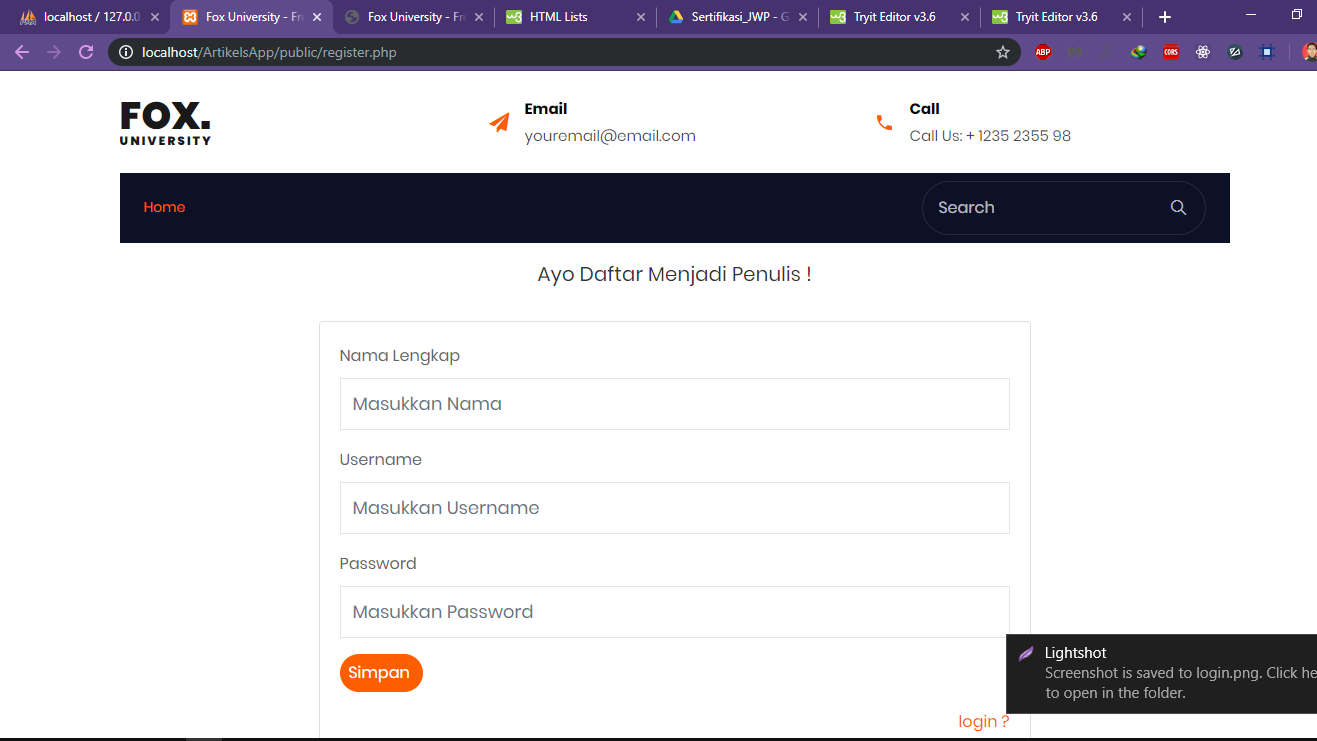 localhost / 127.0.0
Fox University - Fre
Fox University - Fre
HTML Lists
Sertifikasi_JWP - G
Tryit Editor v3.6
Tryit Editor v3.6
localhost/ArtikelsApp/public/register.php
ABP
CORS
FOX.
UNIVERSITY
Email
youremail@email.com
Call
Call Us: + 1235 2355 98
Home
Search
Ayo Daftar Menjadi Penulis !
Nama Lengkap
Masukkan Nama
Username
Masukkan Username
Password
Masukkan Password
Simpan
login ?
Lightshot
Screenshot is saved to login.png. Click he
to open in the folder.